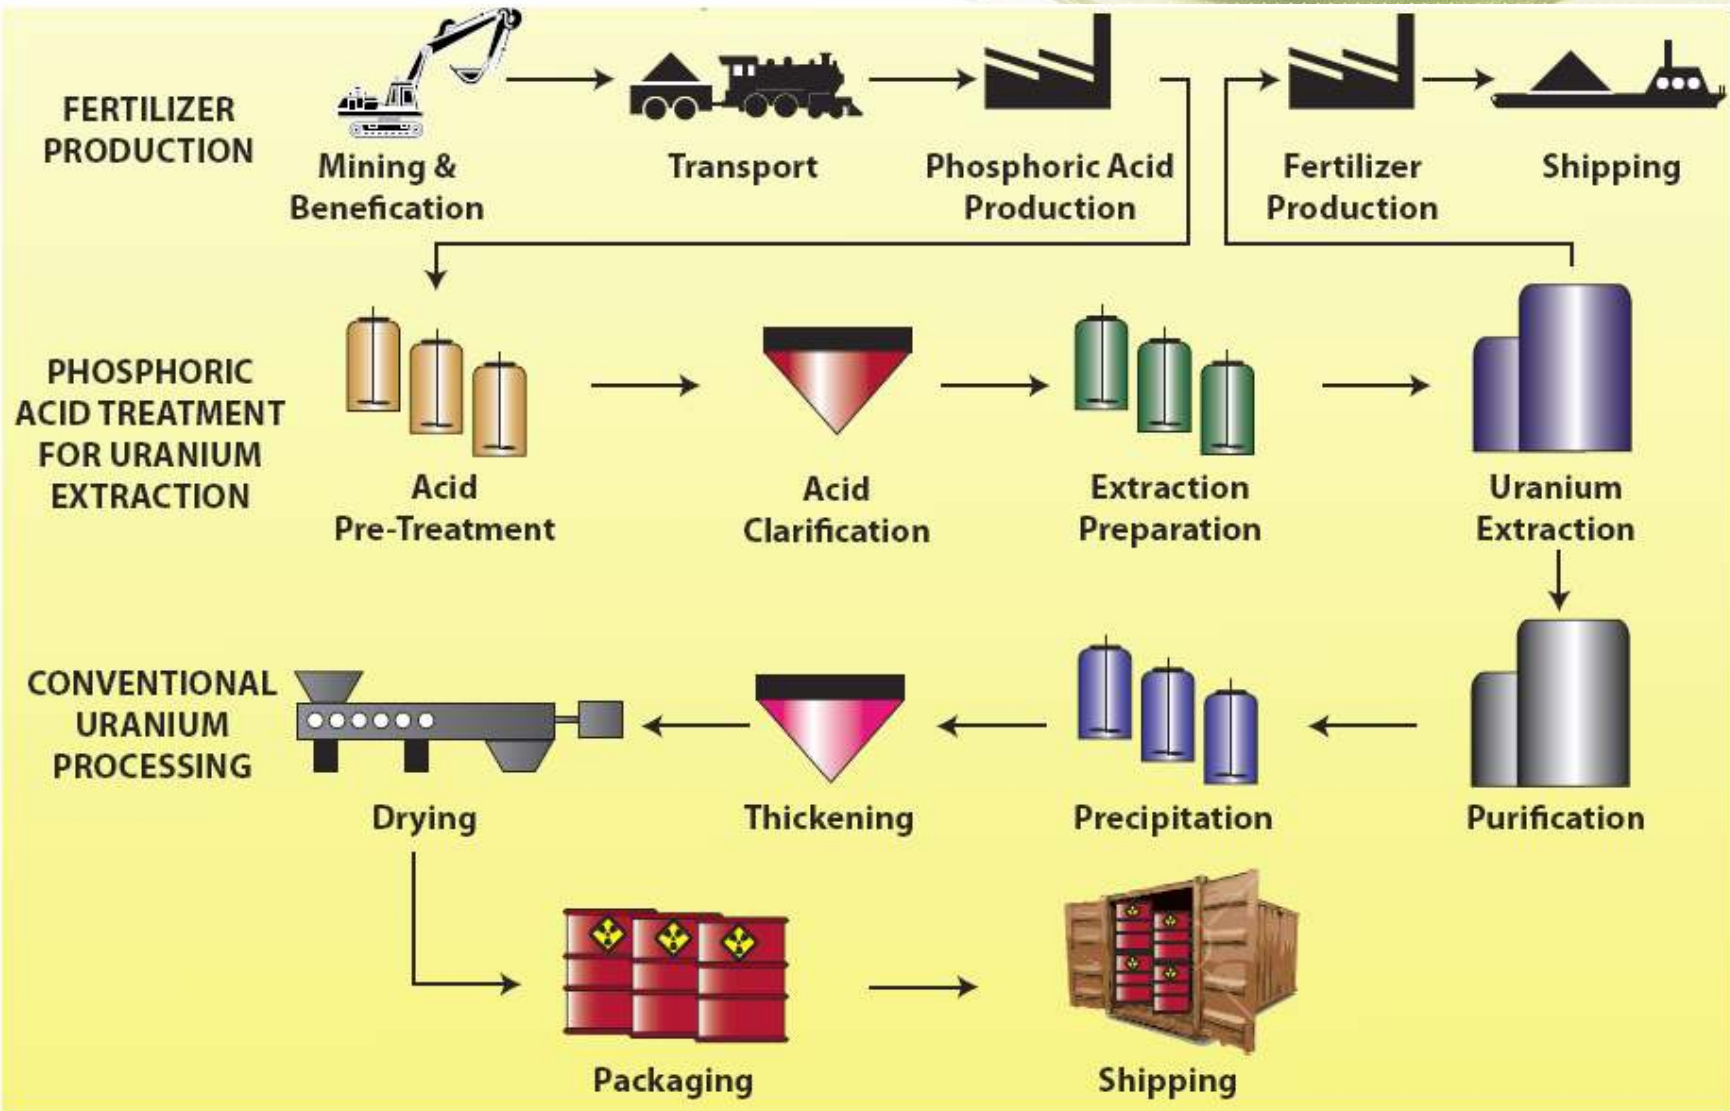 FERTILIZER
PRODUCTION
Mining &
Benefication
Transport
Phosphoric Acid
Production
Fertilizer
Production
Shipping
PHOSPHORIC
ACID TREATMENT
FOR URANIUM
EXTRACTION
Acid
Pre-Treatment
Acid
Clarification
Extraction
Preparation
Uranium
Extraction
CONVENTIONAL
URANIUM
PROCESSING
Drying
Thickening
Precipitation
Purification
Packaging
Shipping